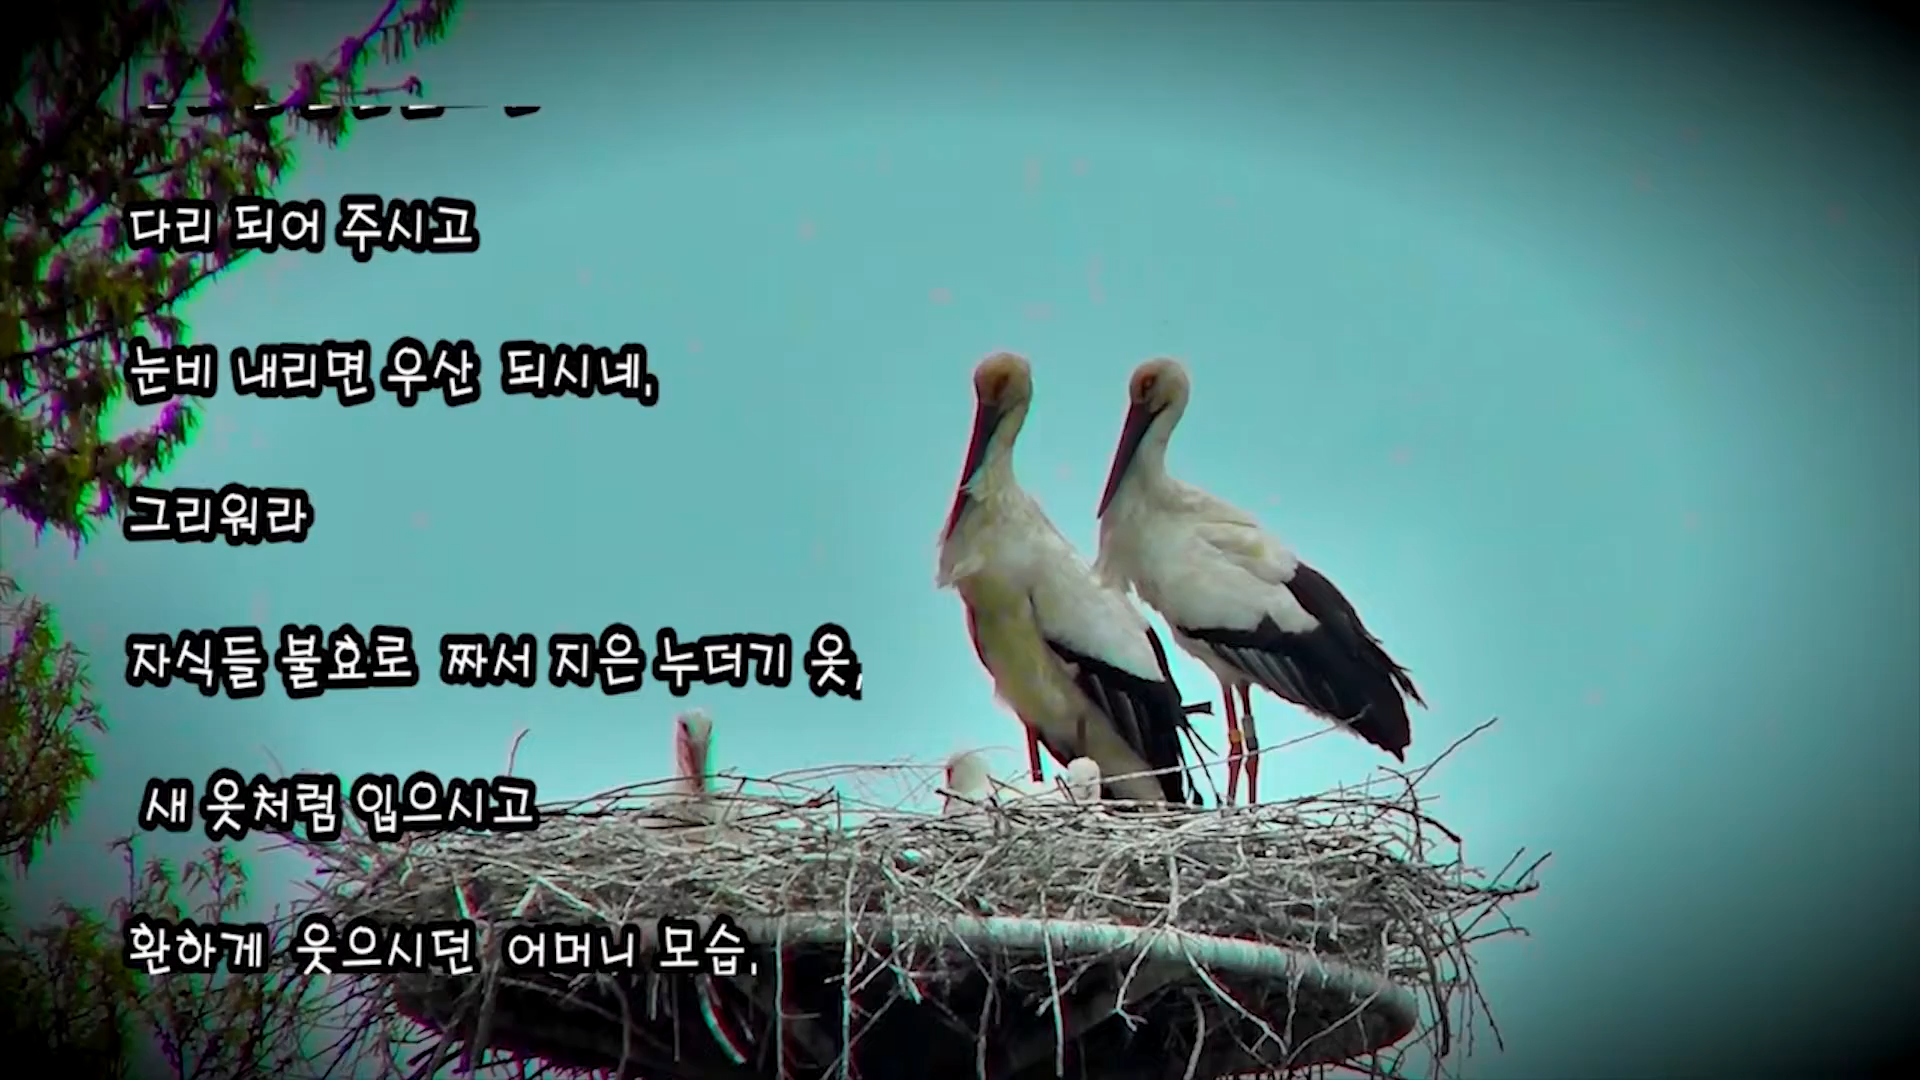 다리 되어 주시고
눈비 내리면 우산 되시네.
그리워라
자식들 불효로 짜서 지은 누더기 옷,
새 옷처럼 입으시고
환하게 웃으시던 어머니 모습.